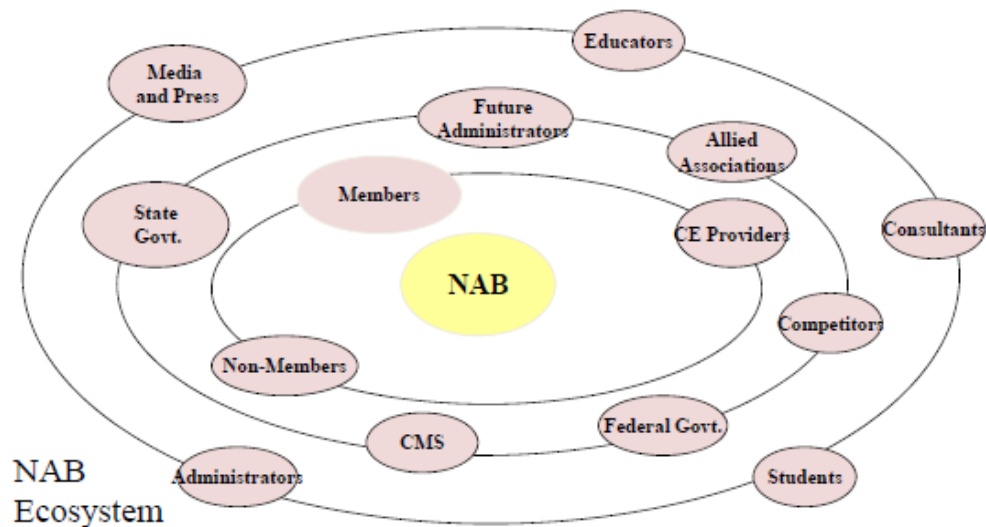 Educators
Media
and Press
Future
Administrators
Allied
Associations
Members
State
Govt.
CE Providers
Consultants
NAB
Competitors
Non-Members
Federal Govt.
CMS
Administrators
Students
NAB
Ecosystem